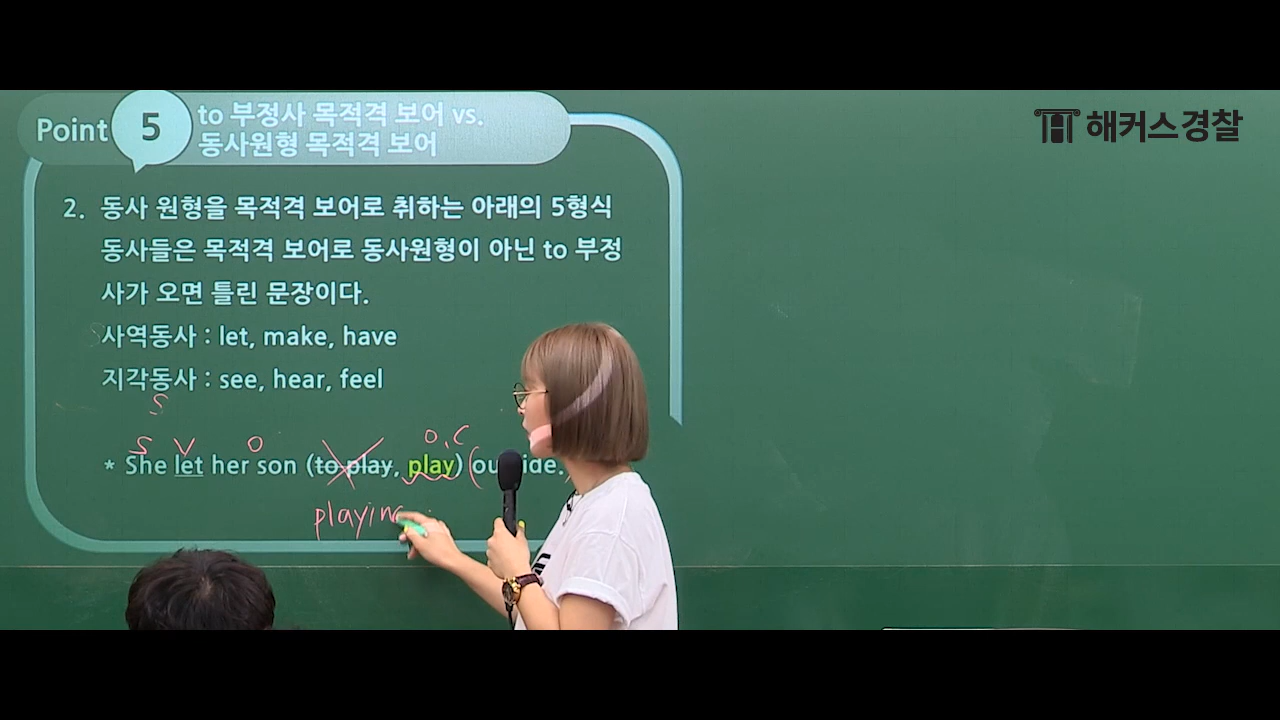 Point 5 to 부정사 목적격 보어 vs.
동사원형 목적격 보어
해커스경찰
2. 동사 원형을 목적격 보어로 취하는 아래의 5형식
동사들은 목적격 보어로 동사원형이 아닌 to 부정
사가 오면 틀린 문장이다.
사역동사 : let, make, have
지각동사 : see, hear, feel
S
S V O O.C
* She let her son (to play, play)
playing